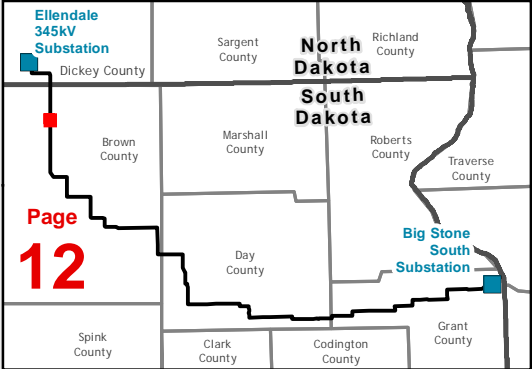 Ellendale
345kV
Substation
Dickey County
Sargent
County
North
Dakota
Richland
County
South
Dakota
Brown
County
Marshall
County
Roberts
County
Traverse
County
Page
12
Day
County
Big Stone
South
Substation
Spink
County
Clark
County
Codington
County
Grant
County